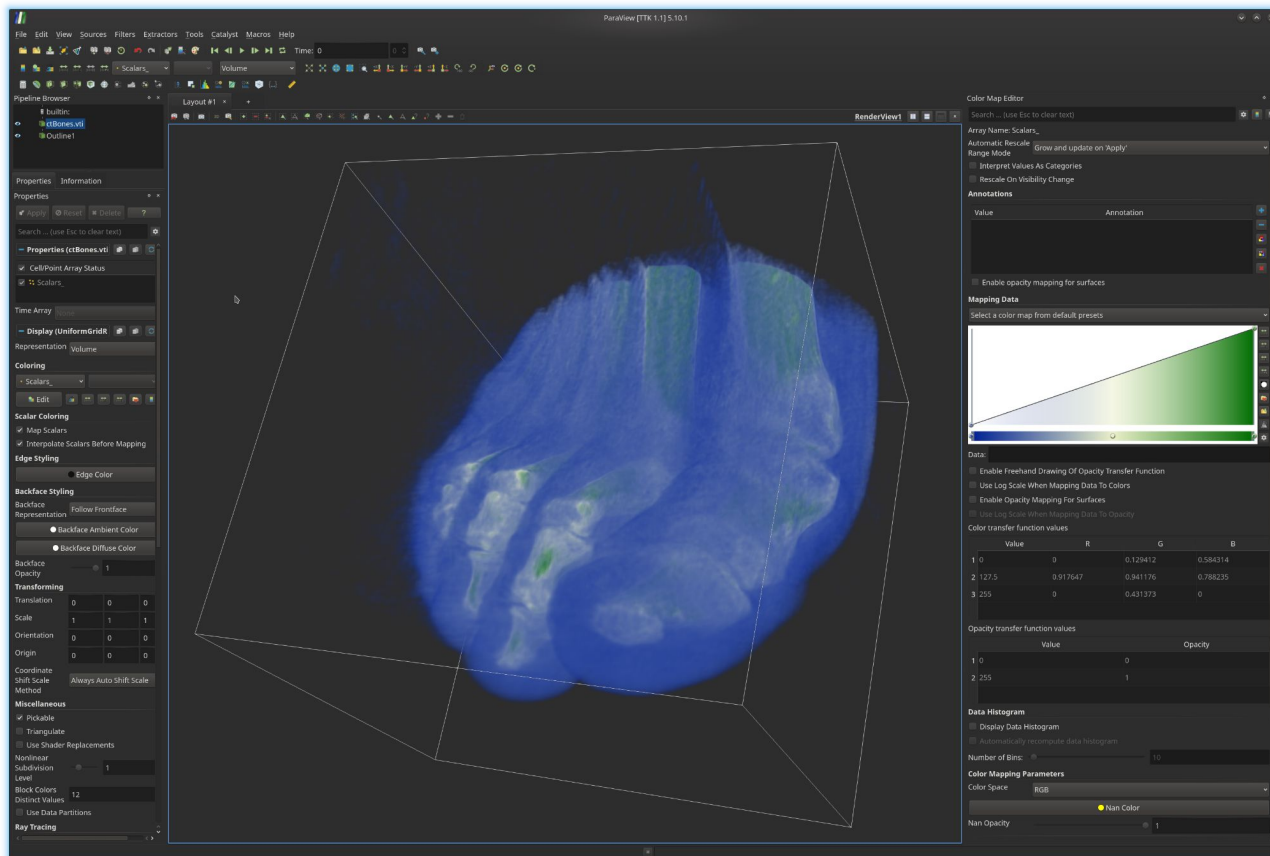 ParaView [TTK 1.1] 5.10.1
File Edit View Sources Filters Extractors Tools Catalyst Macros Help
Time: 0
Scalars_ Volume
Pipeline Browser
builtin:
ctBones.vti
Outline1
Properties Information
Properties
Apply Reset Delete ?
Search ... (use Esc to clear text)
Properties (ctBones.vti
Cell/Point Array Status
Scalars_
Time Array
Display (UniformGridR
Representation Volume
Coloring
Scalars_
Edit
Scalar Coloring
Map Scalars
Interpolate Scalars Before Mapping
Edge Styling
Edge Color
Backface Styling
Backface
Representation Follow Frontface
Backface Ambient Color
Backface Diffuse Color
Backface
Opacity 1
Transforming
Translation 0 0 0
Scale 1 1 1
Orientation 0 0 0
Origin 0 0 0
Coordinate
Shift Scale
Method Always Auto Shift Scale
Miscellaneous
Pickable
Triangulate
Use Shader Replacements
Nonlinear
Subdivision
Level 1
Block Colors
Distinct Values 12
Use Data Partitions
Ray Tracing
Layout #1 × +
RenderView1
Color Map Editor
Search ... (use Esc to clear text)
Array Name: Scalars_
Automatic Rescale
Range Mode Grow and update on 'Apply'
Interpret Values As Categories
Rescale On Visibility Change
Annotations
Value Annotation
Enable opacity mapping for surfaces
Mapping Data
Select a color map from default presets
Data:
Enable Freehand Drawing Of Opacity Transfer Function
Use Log Scale When Mapping Data To Colors
Enable Opacity Mapping For Surfaces
Use Log Scale When Mapping Data To Opacity
Color transfer function values
Value R G B
1 0 0 0.129412 0.584314
2 127.5 0.917647 0.941176 0.788235
3 255 0 0.431373 0
Opacity transfer function values
Value Opacity
1 0 0
2 255 1
Data Histogram
Display Data Histogram
Automatically recompute data histogram
Number of Bins: 10
Color Mapping Parameters
Color Space RGB
Nan Color
Nan Opacity 1